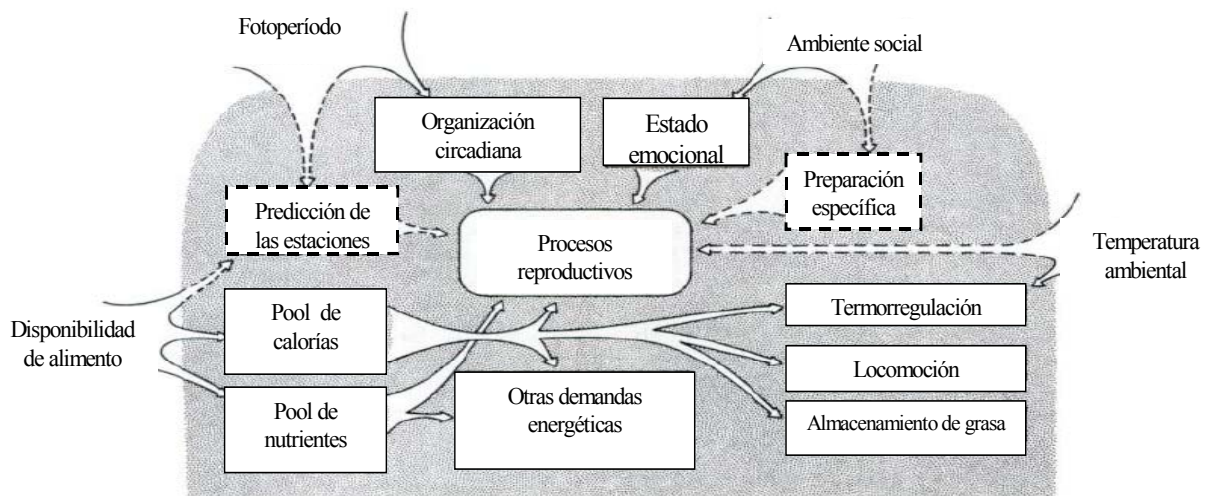 Fotoperíodo
Ambiente social
Organización
circadiana
Estado
emocional
Preparación
específica
Predicción de
las estaciones
Procesos
reproductivos
Temperatura
ambiental
Disponibilidad
de alimento
Pool de
calorías
Termorregulación
Locomoción
Pool de
nutrientes
Otras demandas
energéticas
Almacenamiento de grasa